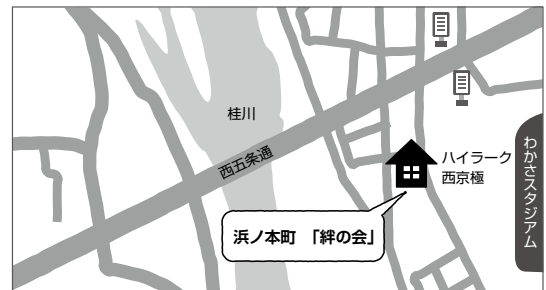 桂川
西五条通
ハイラーク
西京極
わかさスタジアム
浜ノ本町 「絆の会」